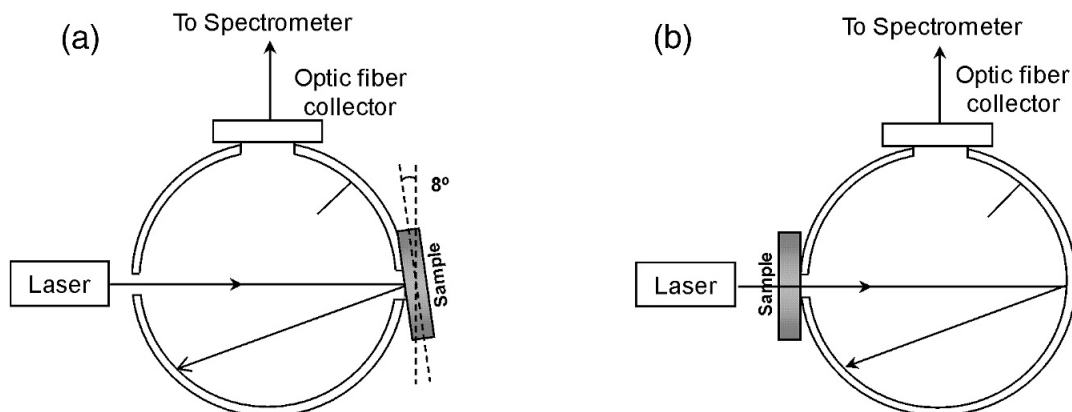 (a)
To Spectrometer
Optic fiber
collector
8º
Laser
Sample
(b)
To Spectrometer
Optic fiber
collector
Laser
Sample